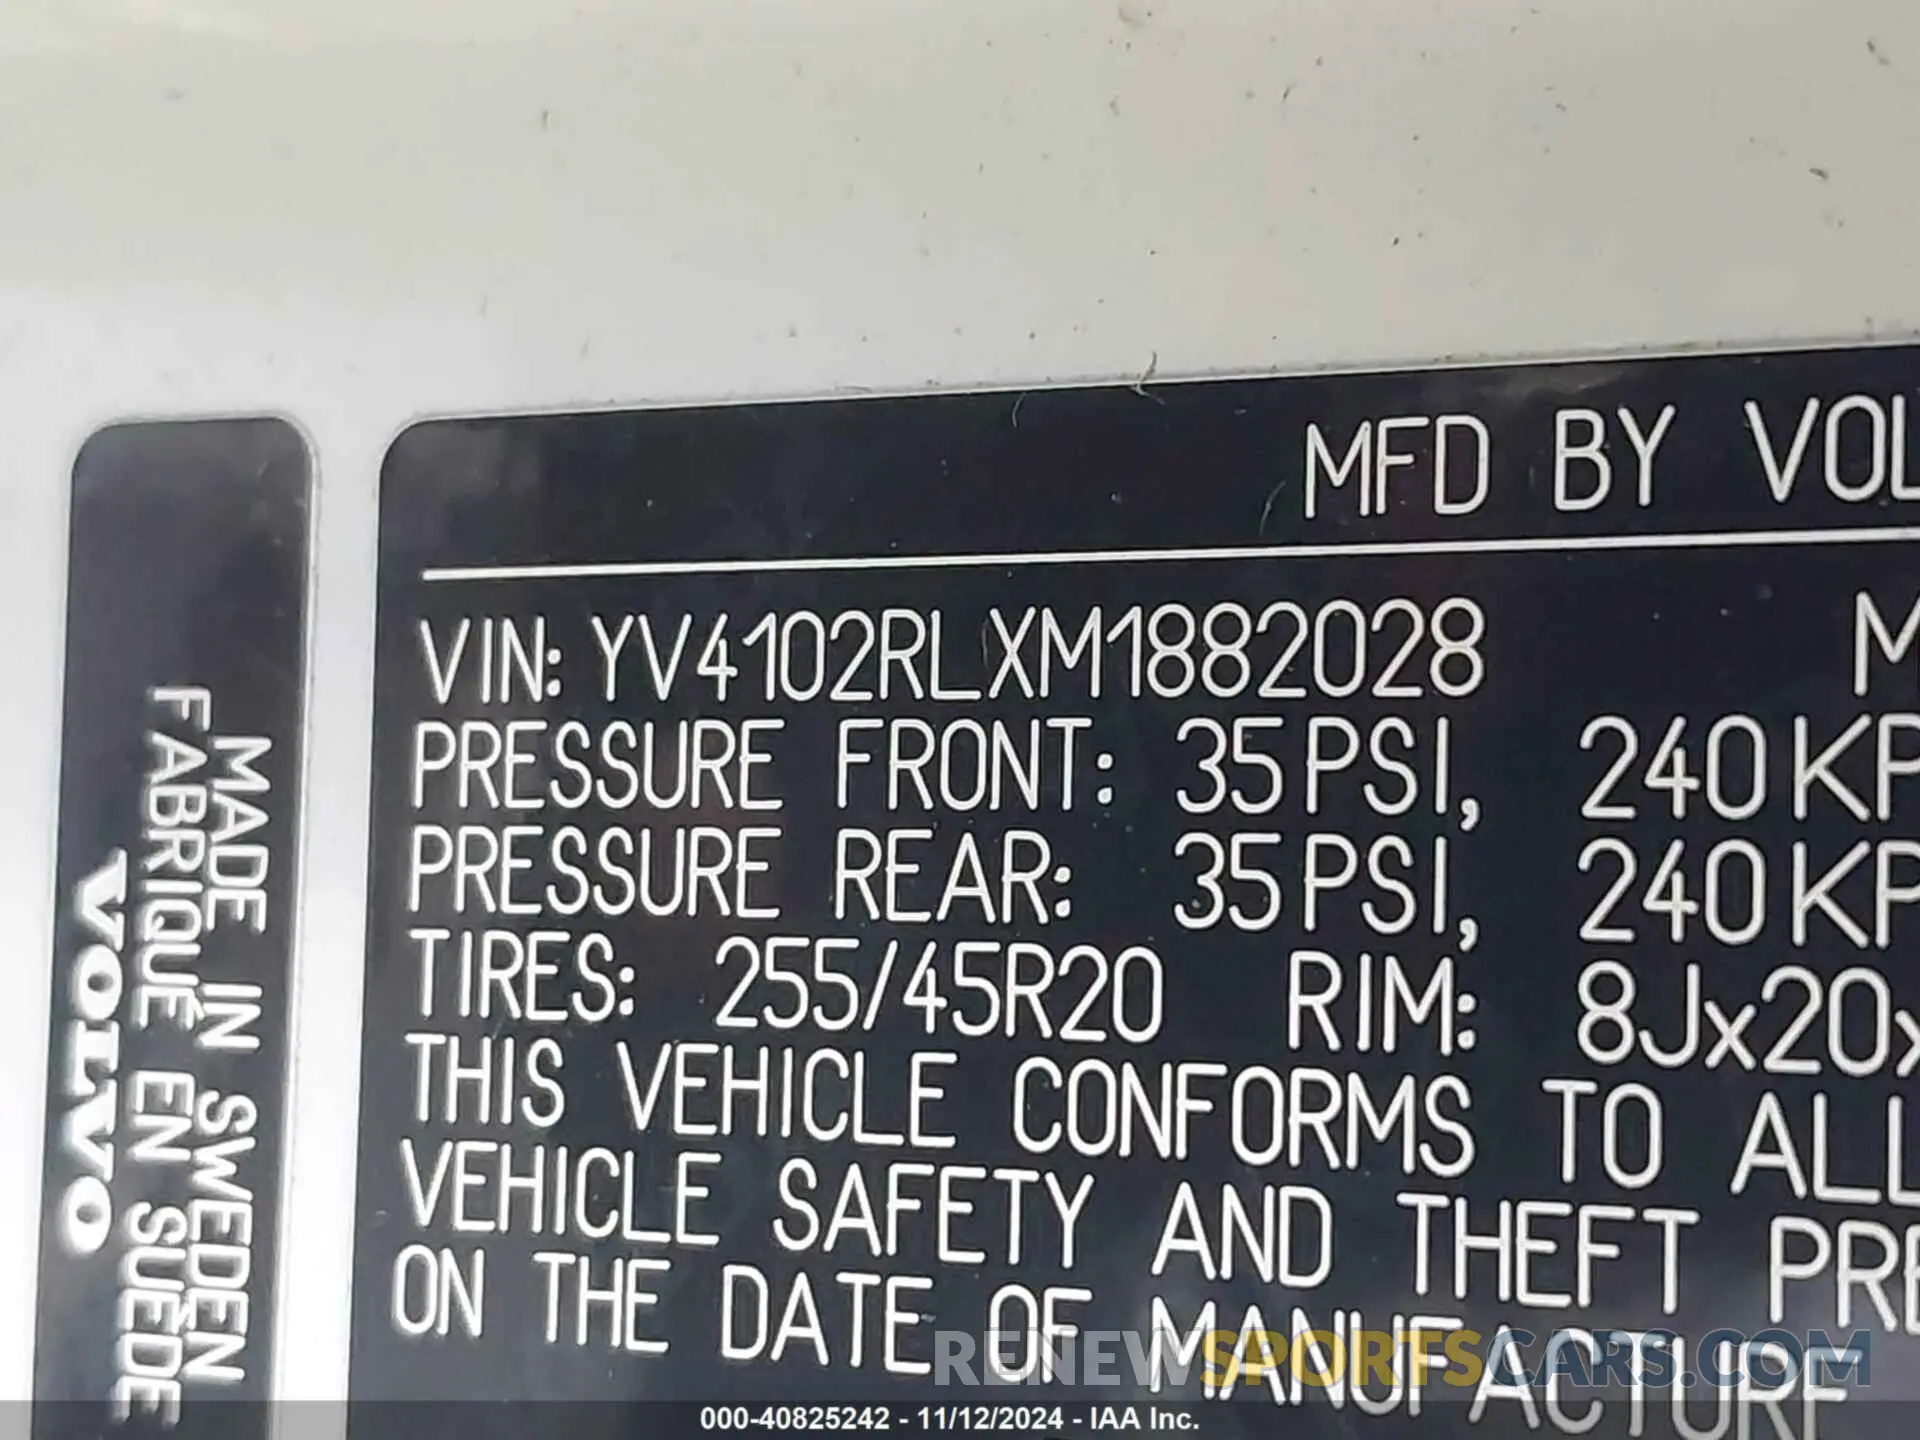 MFD BY VOL
VIN: YV4102RLXM1882028 M
PRESSURE FRONT: 35PSI, 240KP
PRESSURE REAR: 35PSI, 240KP
TIRES: 255/45R20 RIM: 8Jx20x
THIS VEHICLE CONFORMS TO ALL
VEHICLE SAFETY AND THEFT PRE
ON THE DATE OF MANUFACTURE
MADE IN SWEDEN
FABRIQUÉ EN SUÈDE
VOLVO
RENEWSPORTSCARS.COM
000-40825242 - 11/12/2024 - IAA Inc.